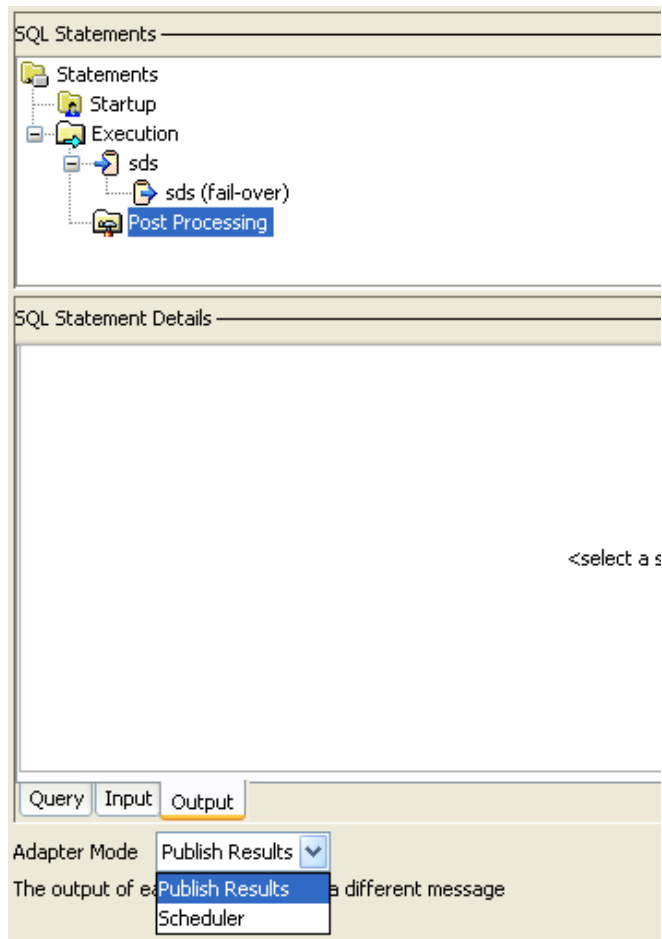 SQL Statements
Statements
Startup
Execution
sds
sds (fail-over)
Post Processing
SQL Statement Details
<select a s
Query Input Output
Adapter Mode Publish Results
The output of ea Publish Results a different message
Scheduler